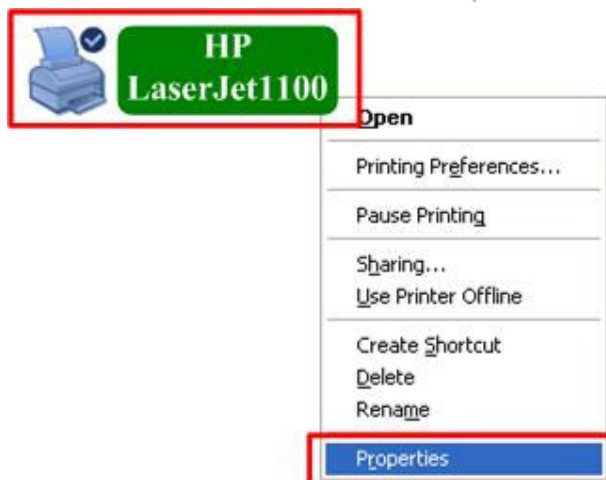 HP
LaserJet1100
Open
Printing Preferences...
Pause Printing
Sharing...
Use Printer Offline
Create Shortcut
Delete
Rename
Properties